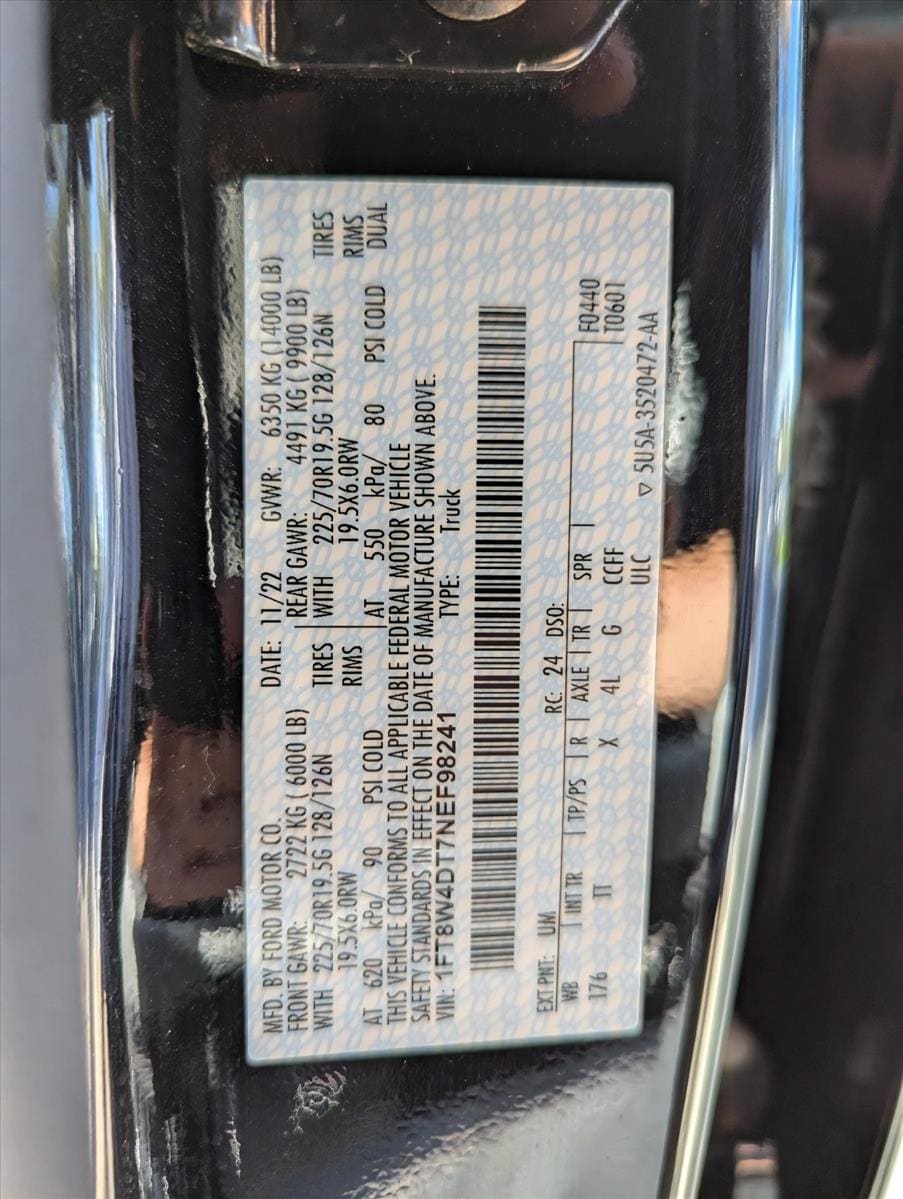 MFD. BY FORD MOTOR CO. DATE: 11/22 GVWR: 6350 KG (14000 LB)
FRONT GAWR: 2722 KG ( 6000 LB) REAR GAWR: 4491 KG ( 9900 LB)
WITH 225/70R19.5G 128/126N TIRES WITH 225/70R19.5G 128/126N TIRES
19.5X6.0RW RIMS 19.5X6.0RW RIMS
AT 620 kPa/ 90 PSI COLD AT 550 kPa/ 80 PSI COLD DUAL
THIS VEHICLE CONFORMS TO ALL APPLICABLE FEDERAL MOTOR VEHICLE
SAFETY STANDARDS IN EFFECT ON THE DATE OF MANUFACTURE SHOWN ABOVE.
VIN: 1FT8W4DT7NEF98241 TYPE: Truck
EXT PNT: UM RC: 24 DSO:
WB INT TR TP/PS R AXLE TR SPR F0440
176 TT X 4L G CCFF T0601
ULC ▽ 5U5A-3520472-AA